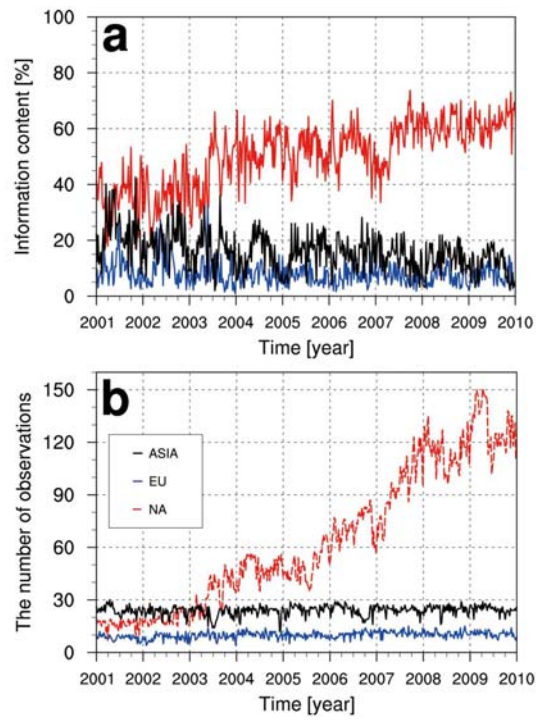 a
Information content [%]
100
80
60
40
20
0
2001 2002 2003 2004 2005 2006 2007 2008 2009 2010
Time [year]
b
The number of observations
150
120
90
60
30
0
ASIA
EU
NA
2001 2002 2003 2004 2005 2006 2007 2008 2009 2010
Time [year]